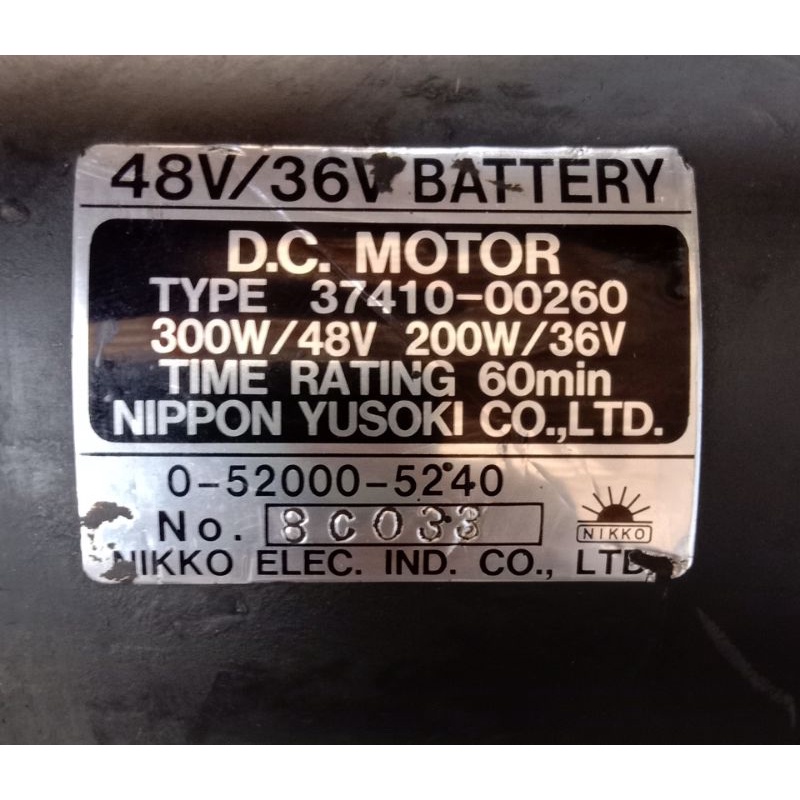 48V/36V BATTERY
D.C. MOTOR
TYPE 37410-00260
300W/48V 200W/36V
TIME RATING 60min
NIPPON YUSOKI CO.,LTD.
0-52000-5240
No. 8C033
NIKKO
NIKKO ELEC. IND. CO., LTD.